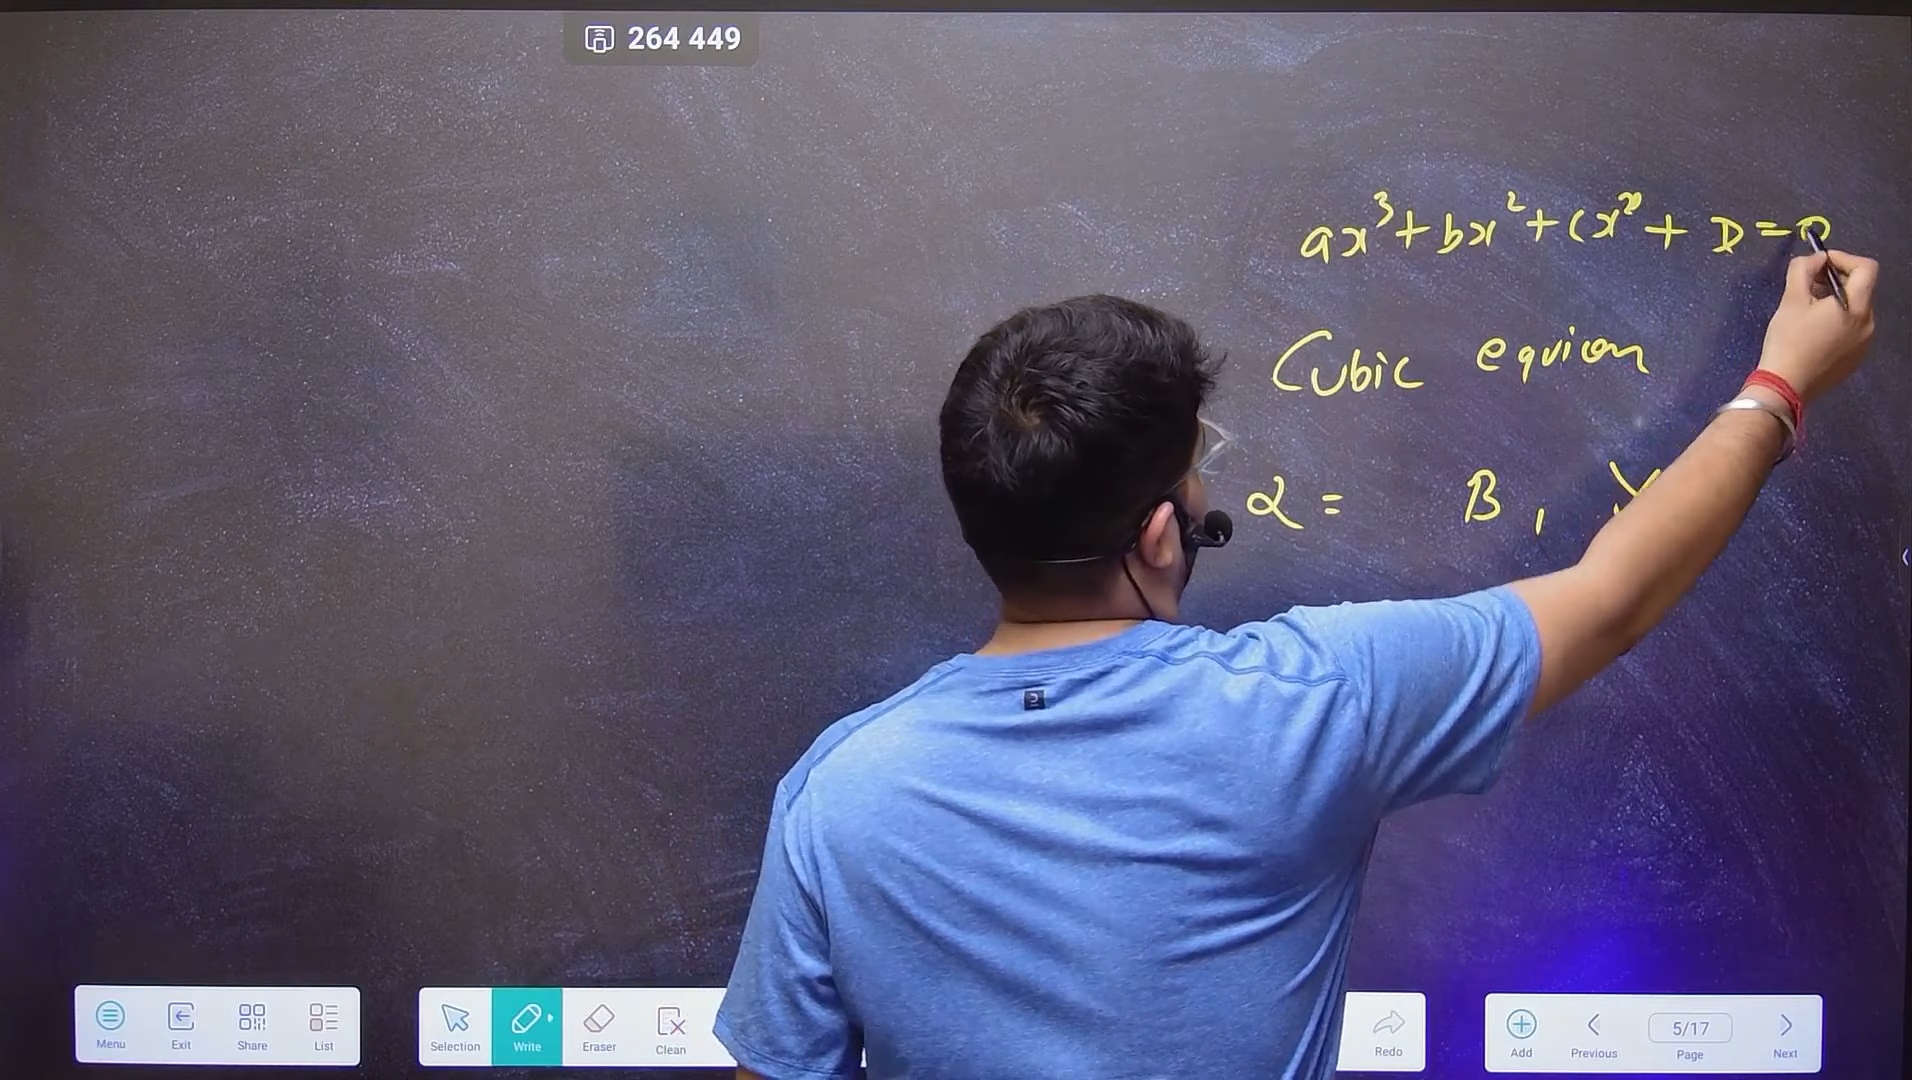 264 449
ax³+bx²+cx+D=0
Cubic
α = B,
Menu Exit Share List Selection Write Eraser Clean Redo Add Previous 5/17 Page Next